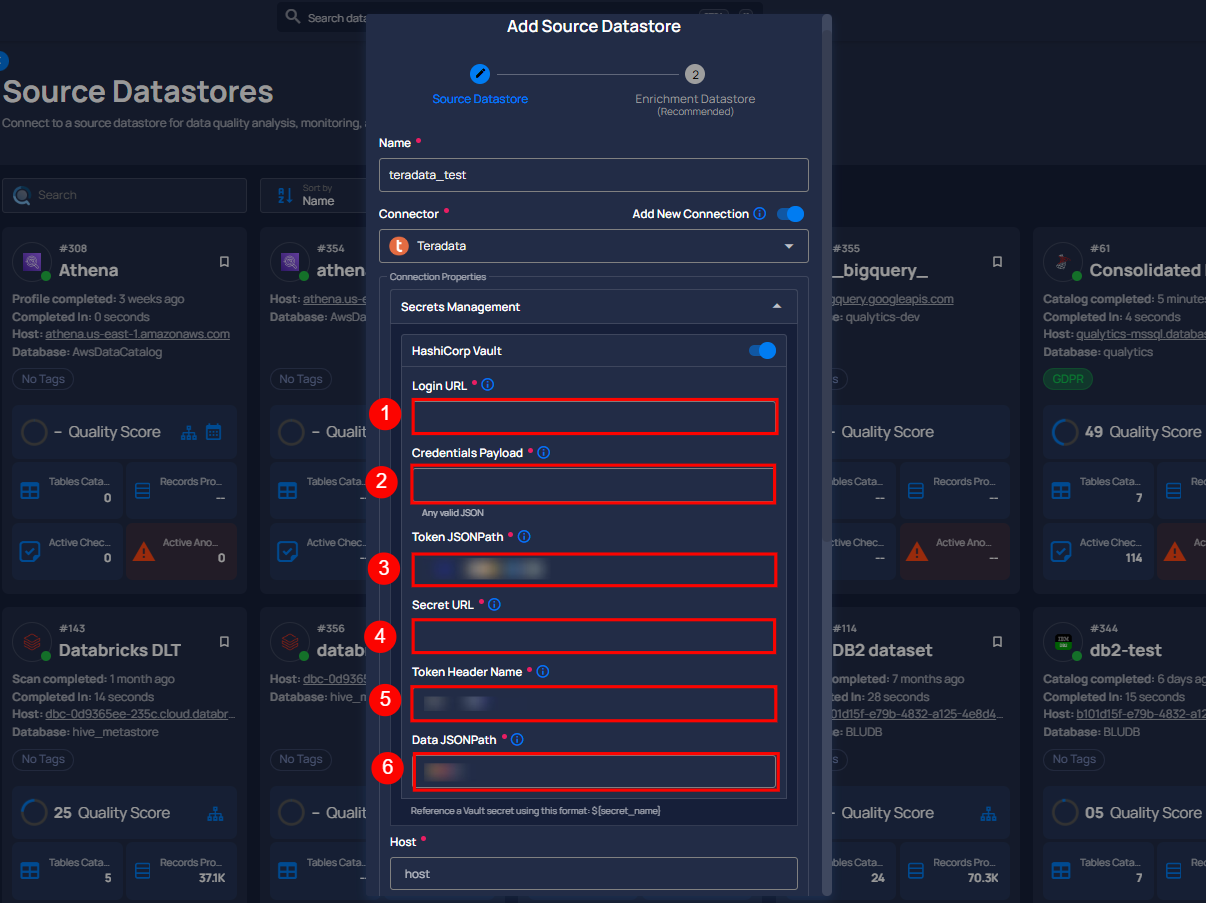 Search data
Add Source Datastore
2
Source Datastore
Enrichment Datastore
(Recommended)
Source Datastores
Connect to a source datastore for data quality analysis, monitoring,
Name *
teradata_test
Search
Sort by
Name
Connector *
Add New Connection
Teradata
Connection Properties
Secrets Management
HashiCorp Vault
Login URL *
1
Credentials Payload *
2
Any valid JSON
Token JSONPath *
3
Secret URL *
4
Token Header Name *
5
Data JSONPath *
6
Reference a Vault secret using this format: ${secret_name}
Host *
host
#308
Athena
Profile completed: 3 weeks ago
Completed In: 0 seconds
Host: athena.us-east-1.amazonaws.com
Database: AwsDataCatalog
No Tags
– Quality Score
Tables Cata...
0
Records Pro...
--
Active Chec...
0
Active Ano...
0
#354
athen
Host: athena.us-e
Database: AwsDa
No Tags
– Qualit
Tables Cata
Active Chec...
#355
_bigquery_
gquery.googleapis.com
e: qualytics-dev
Quality Score
ables Cata...
--
Records Pro...
--
ctive Chec...
--
Active Ano...
--
#61
Consolidated
Catalog completed: 5 minutes
Completed In: 4 seconds
Host: qualytics-mssql.databas
Database: qualytics
GDPR
49 Quality Score
Tables Cata...
7
Rec
Active Chec...
114
Ac
#143
Databricks DLT
Scan completed: 1 month ago
Completed In: 14 seconds
Host: dbc-0d9365ee-235c.cloud.databr...
Database: hive_metastore
No Tags
25 Quality Score
Tables Cata...
5
Records Pro...
37.1K
#356
datab
Host: dbc-0d9365
Database: hive_m
No Tags
– Qualit
Tables Cata
#114
DB2 dataset
completed: 7 months ago
ed In: 28 seconds
b101d15f-e79b-4832-a125-4e8d4...
e: BLUDB
Quality Score
ables Cata...
24
Records Pro...
70.3K
#344
db2-test
Catalog completed: 6 days ag
Completed In: 15 seconds
Host: b101d15f-e79b-4832-a12
Database: BLUDB
No Tags
05 Quality Score
Tables Cata...
7
Rec